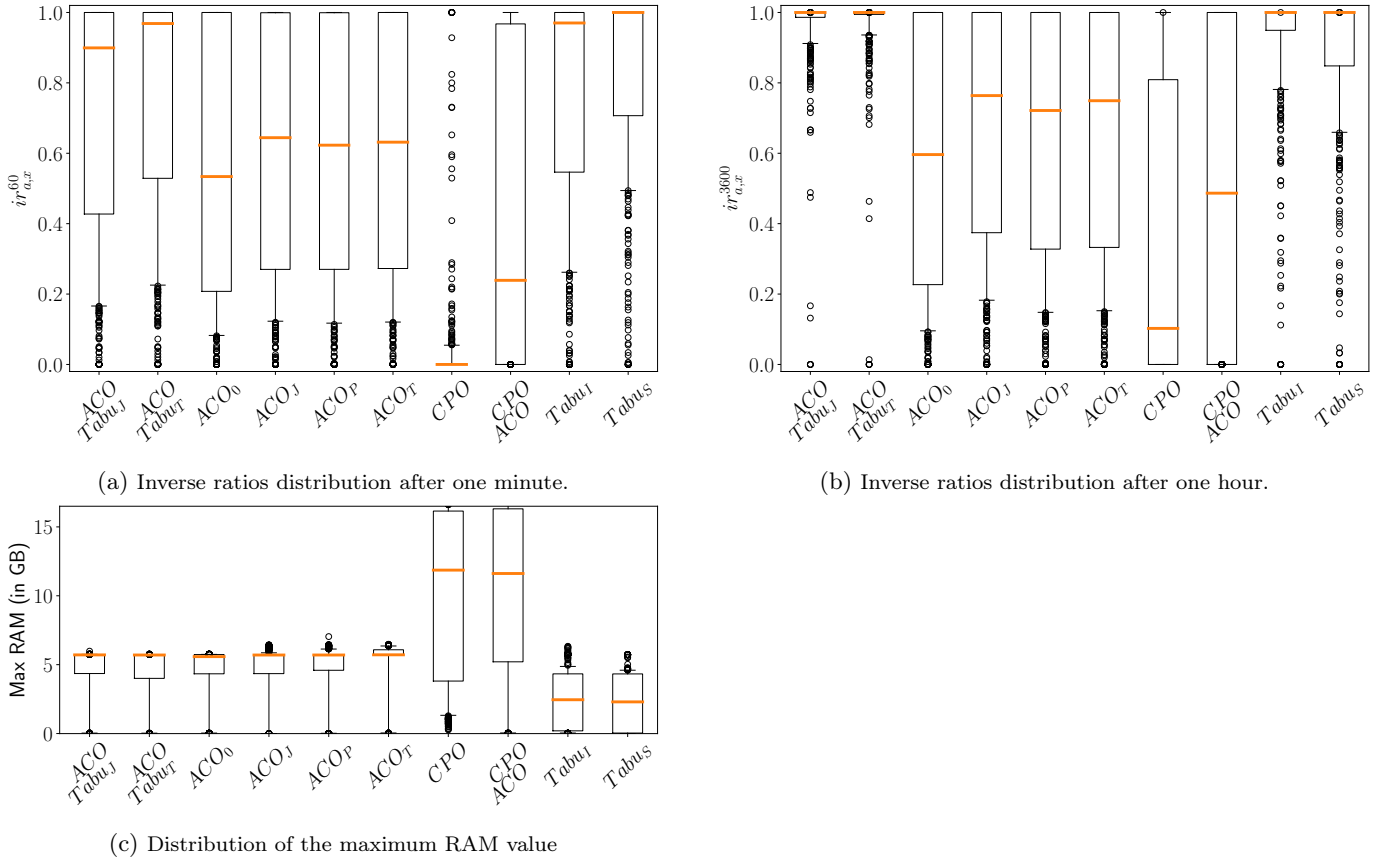 1.0
0.8
0.6
0.4
0.2
0.0
ir^{60}_{a,x}
ACO Tabu_J
ACO Tabu_T
ACO_0
ACO_J
ACO_P
ACO_T
CPO
CPO ACO
Tabu_I
Tabu_S
(a) Inverse ratios distribution after one minute.
1.0
0.8
0.6
0.4
0.2
0.0
ir^{3600}_{a,x}
ACO Tabu_J
ACO Tabu_T
ACO_0
ACO_J
ACO_P
ACO_T
CPO
CPO ACO
Tabu_I
Tabu_S
(b) Inverse ratios distribution after one hour.
15
10
5
0
Max RAM (in GB)
ACO Tabu_J
ACO Tabu_T
ACO_0
ACO_J
ACO_P
ACO_T
CPO
CPO ACO
Tabu_I
Tabu_S
(c) Distribution of the maximum RAM value